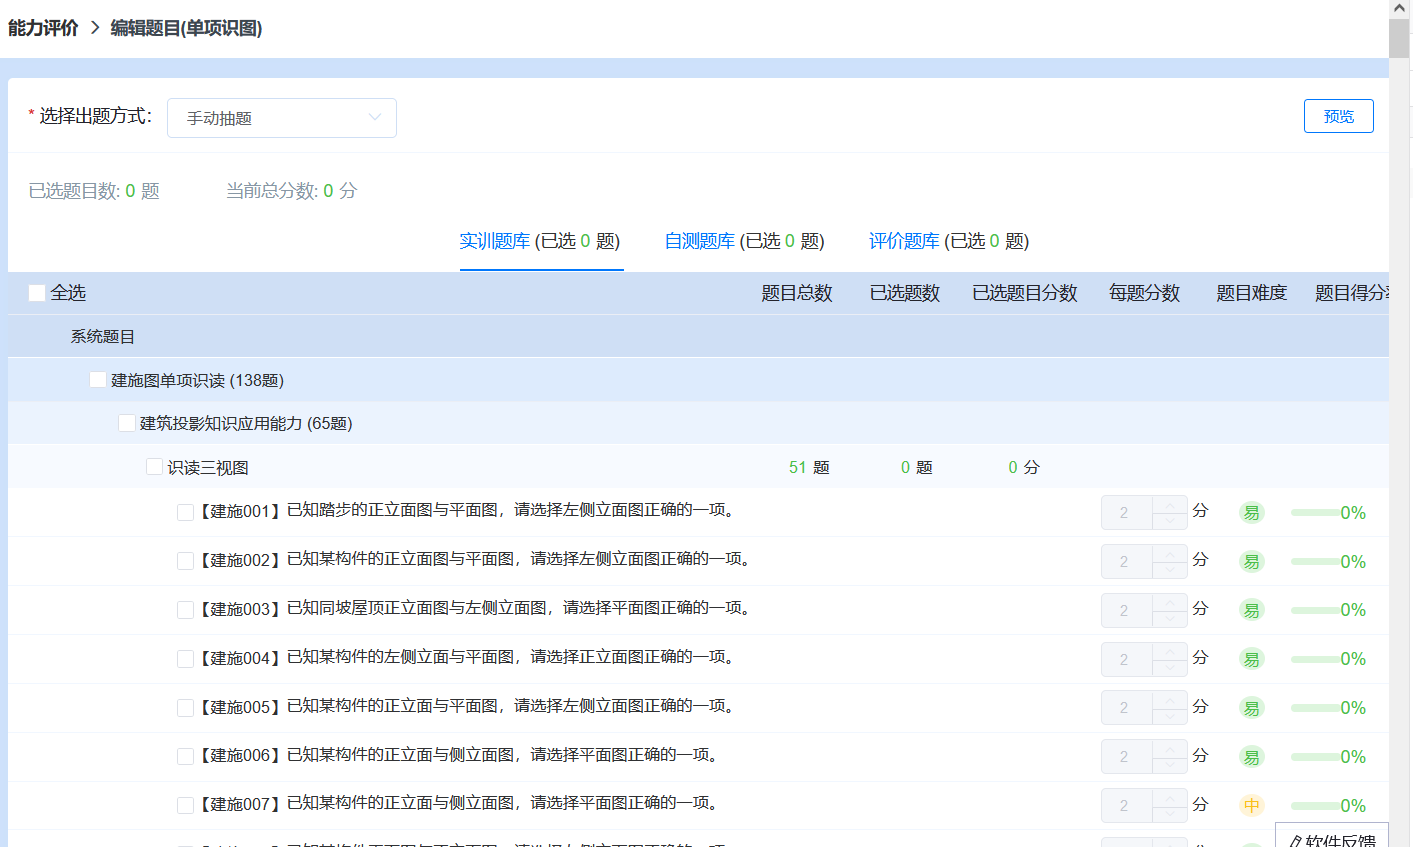 能力评价 > 编辑题目(单项识图)
* 选择出题方式： 手动抽题 预览
已选题目数: 0 题 当前总分数: 0 分
实训题库 (已选 0 题) 自测题库 (已选 0 题) 评价题库 (已选 0 题)
全选 题目总数 已选题数 已选题目分数 每题分数 题目难度 题目得分
系统题目
建施图单项识读 (138题)
建筑投影知识应用能力 (65题)
识读三视图 51 题 0 题 0 分
【建施001】已知踏步的正立面图与平面图，请选择左侧立面图正确的一项。 2 分 易 0%
【建施002】已知某构件的正立面图与平面图，请选择左侧立面图正确的一项。 2 分 易 0%
【建施003】已知同坡屋顶正立面图与左侧立面图，请选择平面图正确的一项。 2 分 易 0%
【建施004】已知某构件的左侧立面与平面图，请选择正立面图正确的一项。 2 分 易 0%
【建施005】已知某构件的正立面与平面图，请选择左侧立面图正确的一项。 2 分 易 0%
【建施006】已知某构件的正立面与侧立面图，请选择平面图正确的一项。 2 分 易 0%
【建施007】已知某构件的正立面与侧立面图，请选择平面图正确的一项。 2 分 中 0%
软件反馈